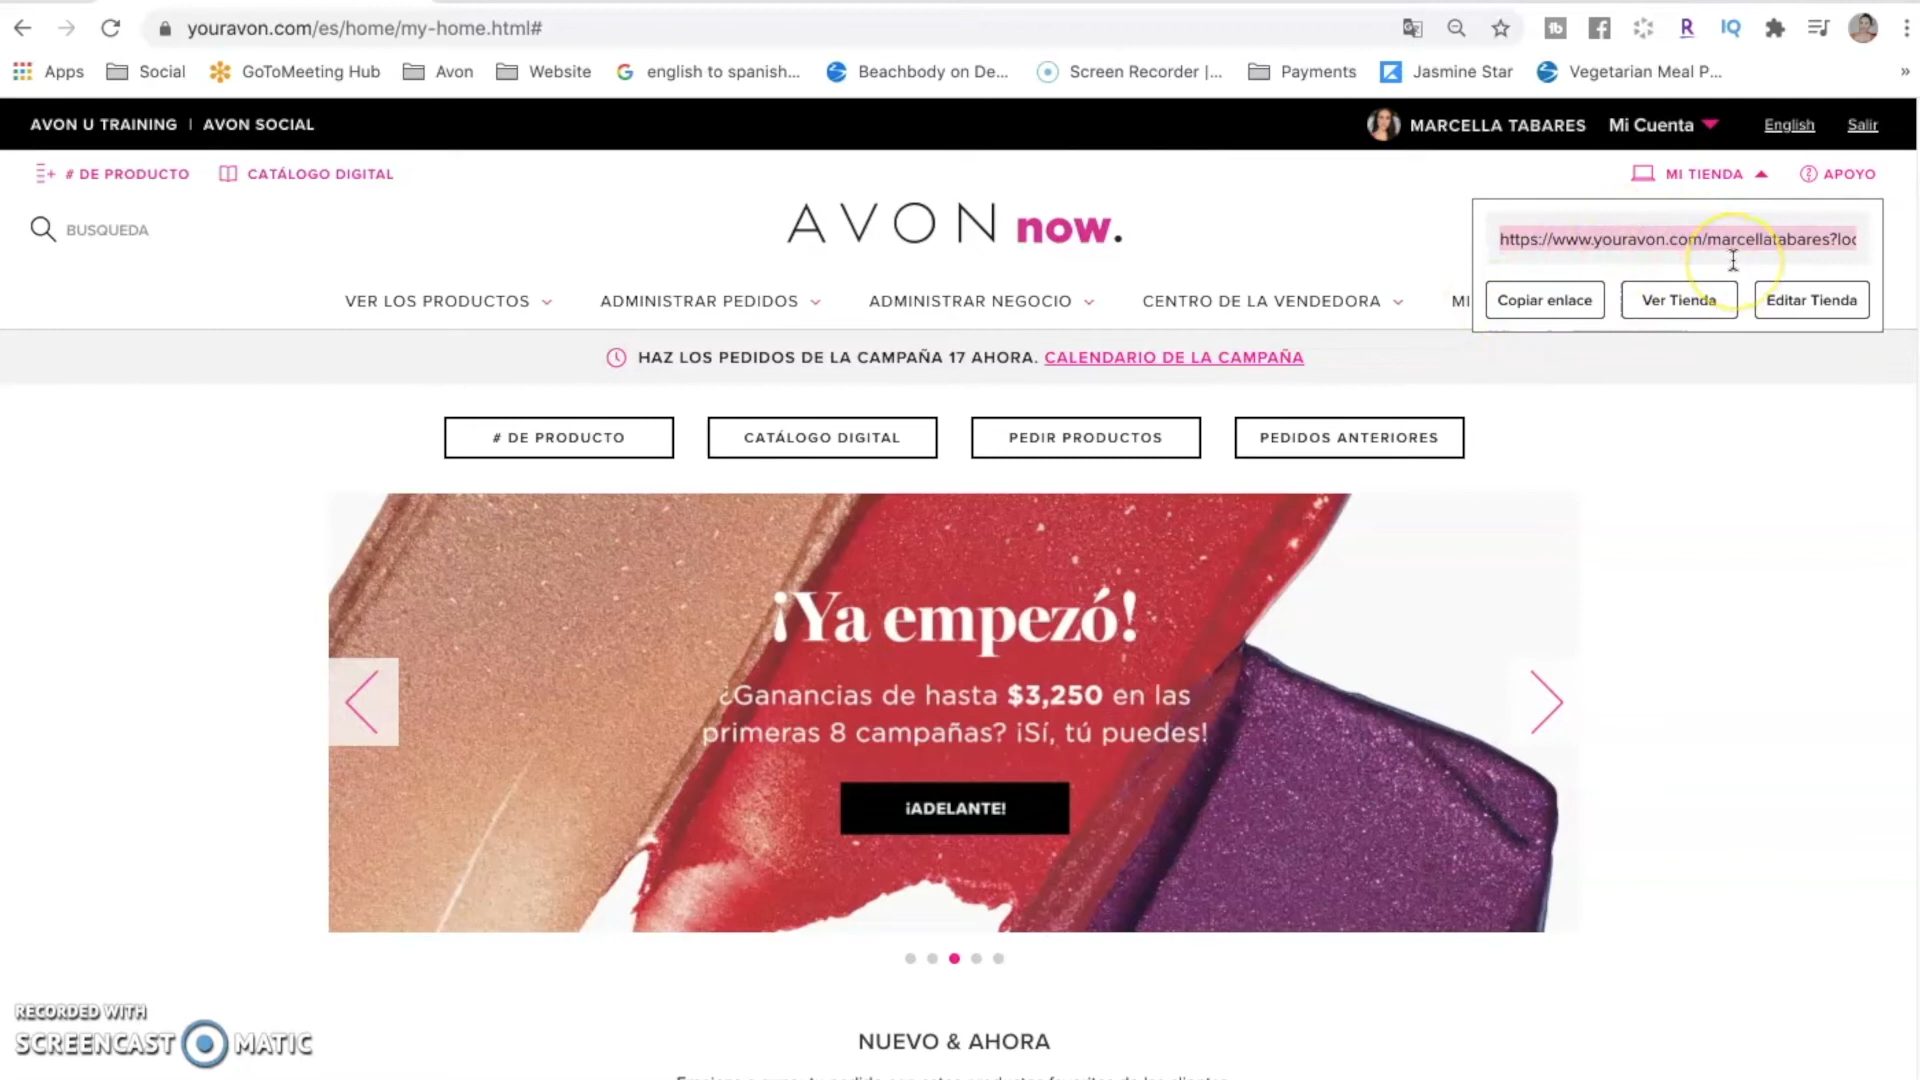 youravon.com/es/home/my-home.html#
Apps Social GoToMeeting Hub Avon Website english to spanish... Beachbody on De... Screen Recorder |... Payments Jasmine Star Vegetarian Meal P... »
AVON U TRAINING | AVON SOCIAL MARCELLA TABARES Mi Cuenta English Salir
# DE PRODUCTO CATÁLOGO DIGITAL MI TIENDA APOYO
BUSQUEDA
AVON now.
https://www.youravon.com/marcellatabares?loc
Copiar enlace Ver Tienda Editar Tienda
VER LOS PRODUCTOS ADMINISTRAR PEDIDOS ADMINISTRAR NEGOCIO CENTRO DE LA VENDEDORA MI
HAZ LOS PEDIDOS DE LA CAMPAÑA 17 AHORA. CALENDARIO DE LA CAMPAÑA
# DE PRODUCTO CATÁLOGO DIGITAL PEDIR PRODUCTOS PEDIDOS ANTERIORES
¡Ya empezó!
¿Ganancias de hasta $3,250 en las
primeras 8 campañas? ¡Sí, tú puedes!
¡ADELANTE!
RECORDED WITH
SCREENCAST MATIC
NUEVO & AHORA